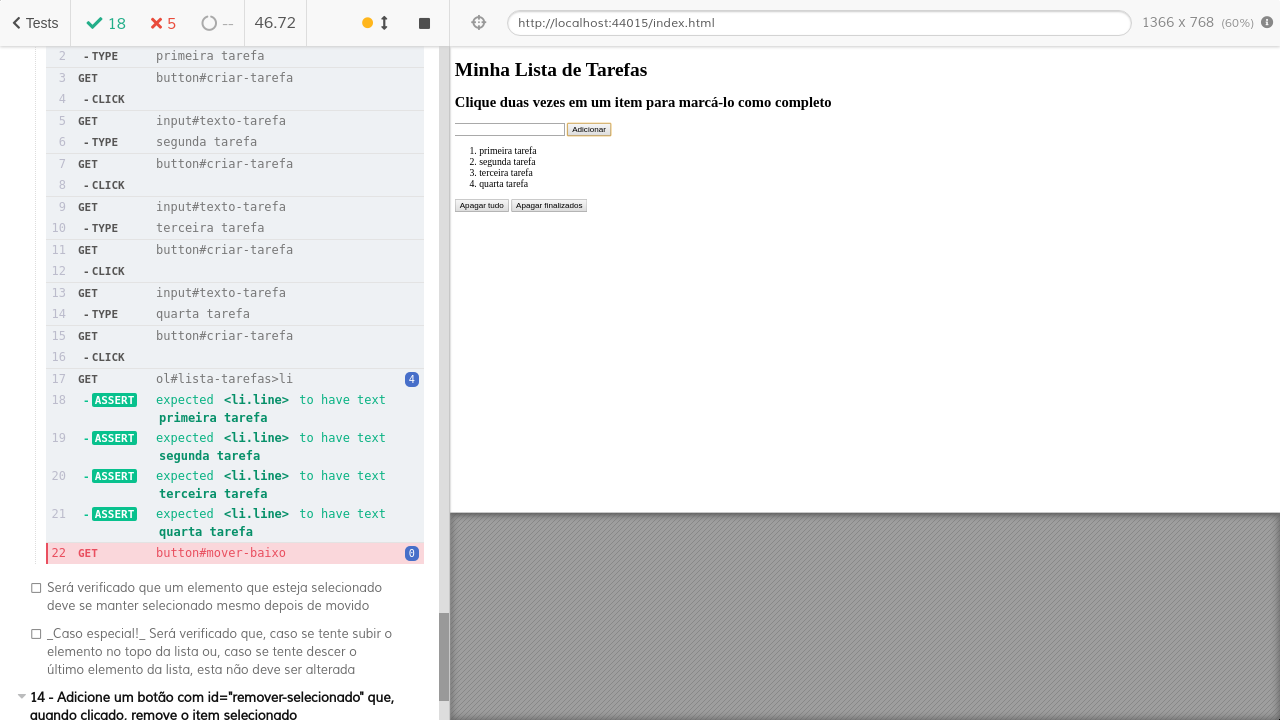 Tests 18 5 -- 46.72
http://localhost:44015/index.html 1366 x 768 (60%)
2 - TYPE primeira tarefa
3 GET button#criar-tarefa
4 - CLICK
5 GET input#texto-tarefa
6 - TYPE segunda tarefa
7 GET button#criar-tarefa
8 - CLICK
9 GET input#texto-tarefa
10 - TYPE terceira tarefa
11 GET button#criar-tarefa
12 - CLICK
13 GET input#texto-tarefa
14 - TYPE quarta tarefa
15 GET button#criar-tarefa
16 - CLICK
17 GET ol#lista-tarefas>li 4
18 - ASSERT expected <li.line> to have text
primeira tarefa
19 - ASSERT expected <li.line> to have text
segunda tarefa
20 - ASSERT expected <li.line> to have text
terceira tarefa
21 - ASSERT expected <li.line> to have text
quarta tarefa
22 GET button#mover-baixo 0
Será verificado que um elemento que esteja selecionado
deve se manter selecionado mesmo depois de movido
_Caso especial!_ Será verificado que, caso se tente subir o
elemento no topo da lista ou, caso se tente descer o
último elemento da lista, esta não deve ser alterada
14 - Adicione um botão com id="remover-selecionado" que,
quando clicado, remove o item selecionado
Minha Lista de Tarefas
Clique duas vezes em um item para marcá-lo como completo
Adicionar
1. primeira tarefa
2. segunda tarefa
3. terceira tarefa
4. quarta tarefa
Apagar tudo Apagar finalizados